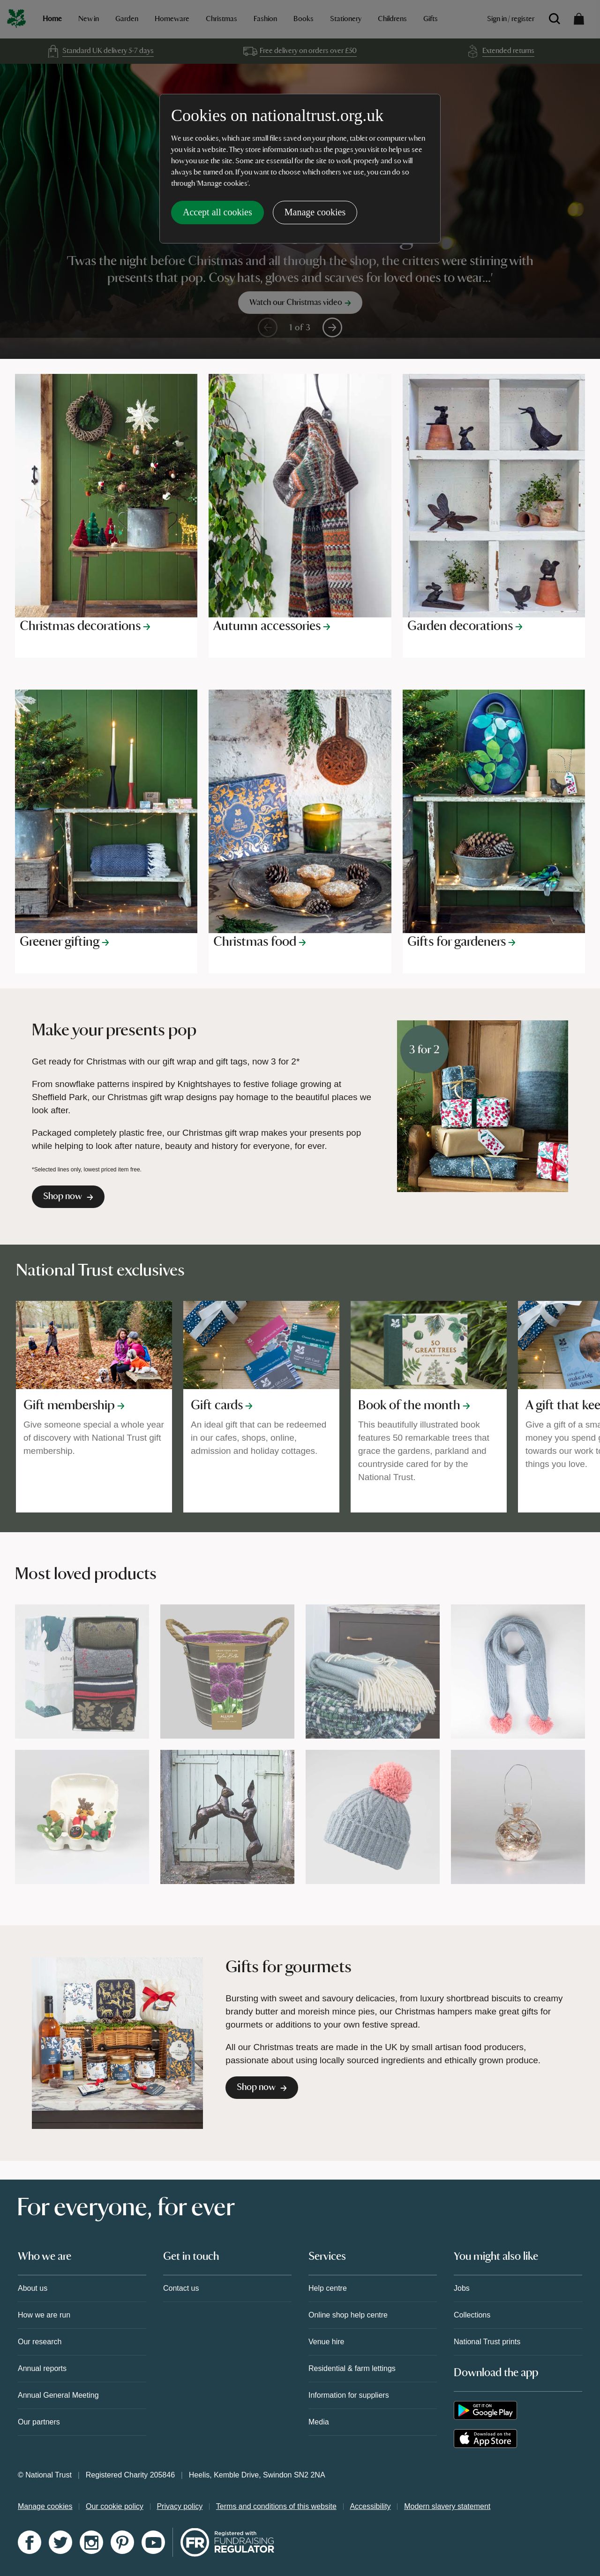 Home New in Garden Homeware Christmas Fashion Books Stationery Childrens Gifts Sign in / register
Standard UK delivery 5-7 days Free delivery on orders over £50 Extended returns
Cookies on nationaltrust.org.uk
We use cookies, which are small files saved on your phone, tablet or computer when
you visit a website. They store information such as the pages you visit to help us see
how you use the site. Some are essential for the site to work properly and so will
always be turned on. If you want to choose which others we use, you can do so
through 'Manage cookies'.
Accept all cookies Manage cookies
'Twas the night before Christmas and all through the shop, the critters were stirring with
presents that pop. Cosy hats, gloves and scarves for loved ones to wear...'
Watch our Christmas video
1 of 3
Christmas decorations
Autumn accessories
Garden decorations
Greener gifting
Christmas food
Gifts for gardeners
Make your presents pop
Get ready for Christmas with our gift wrap and gift tags, now 3 for 2*
From snowflake patterns inspired by Knightshayes to festive foliage growing at
Sheffield Park, our Christmas gift wrap designs pay homage to the beautiful places we
look after.
Packaged completely plastic free, our Christmas gift wrap makes your presents pop
while helping to look after nature, beauty and history for everyone, for ever.
*Selected lines only, lowest priced item free.
Shop now
3 for 2
National Trust exclusives
Gift membership
Give someone special a whole year
of discovery with National Trust gift
membership.
Gift cards
An ideal gift that can be redeemed
in our cafes, shops, online,
admission and holiday cottages.
50
GREAT TREES
Book of the month
This beautifully illustrated book
features 50 remarkable trees that
grace the gardens, parkland and
countryside cared for by the
National Trust.
A gift that kee
Give a gift of a sma
money you spend g
towards our work to
things you love.
Most loved products
Gifts for gourmets
Bursting with sweet and savoury delicacies, from luxury shortbread biscuits to creamy
brandy butter and moreish mince pies, our Christmas hampers make great gifts for
gourmets or additions to your own festive spread.
All our Christmas treats are made in the UK by small artisan food producers,
passionate about using locally sourced ingredients and ethically grown produce.
Shop now
For everyone, for ever
Who we are
About us
How we are run
Our research
Annual reports
Annual General Meeting
Our partners
Get in touch
Contact us
Services
Help centre
Online shop help centre
Venue hire
Residential & farm lettings
Information for suppliers
Media
You might also like
Jobs
Collections
National Trust prints
Download the app
GET IT ON
Google Play
Download on the
App Store
© National Trust | Registered Charity 205846 | Heelis, Kemble Drive, Swindon SN2 2NA
Manage cookies | Our cookie policy | Privacy policy | Terms and conditions of this website | Accessibility | Modern slavery statement
FR Registered with
FUNDRAISING
REGULATOR